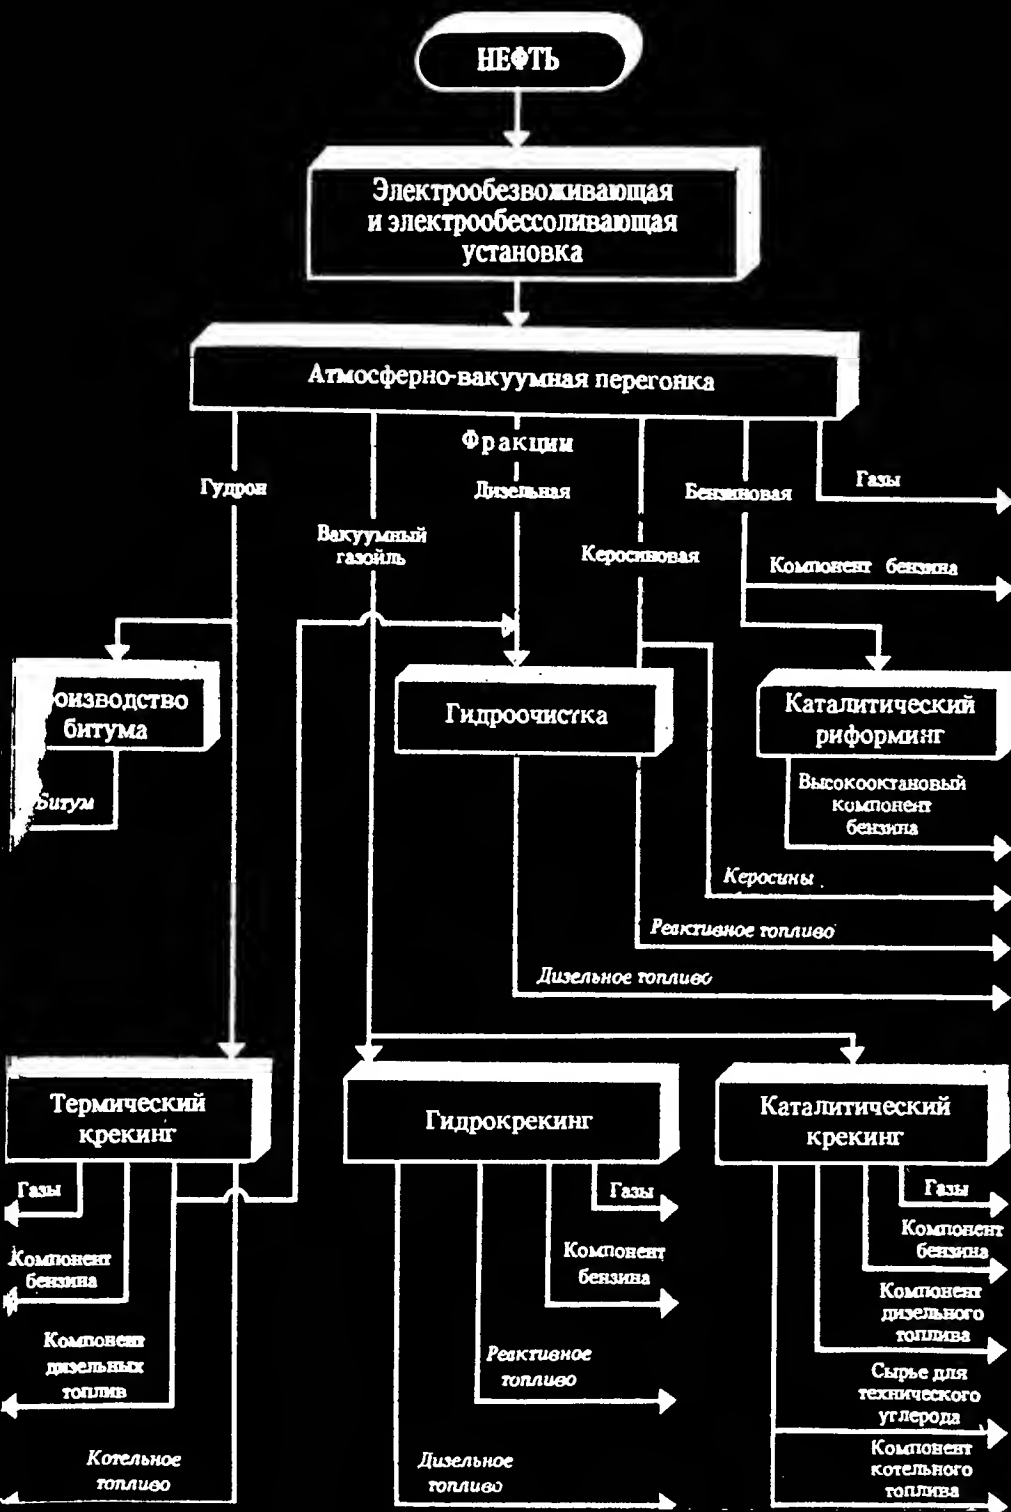 НЕФТЬ
Электрообезвоживающая
и электрообессоливающая
установка
Атмосферно-вакуумная перегонка
Фракции
Гудрон
Вакуумный
газойль
Дизельная
Керосиновая
Бензиновая
Газы
Компонент бензина
битума
Битум
Гидроочистка
Каталитический
риформинг
Высокооктановый
компонент
бензина
Керосины
Реактивное топливо
Дизельное топливо
Термический
крекинг
Гидрокрекинг
Каталитический
крекинг
Газы
Компонент
бензина
Компонент
дизельных
топлив
Котельное
топливо
Газы
Компонент
бензина
Реактивное
топливо
Дизельное
топливо
Газы
Компонент
бензина
Компонент
дизельного
топлива
Сырье для
технического
углерода
Компонент
котельного
топлива